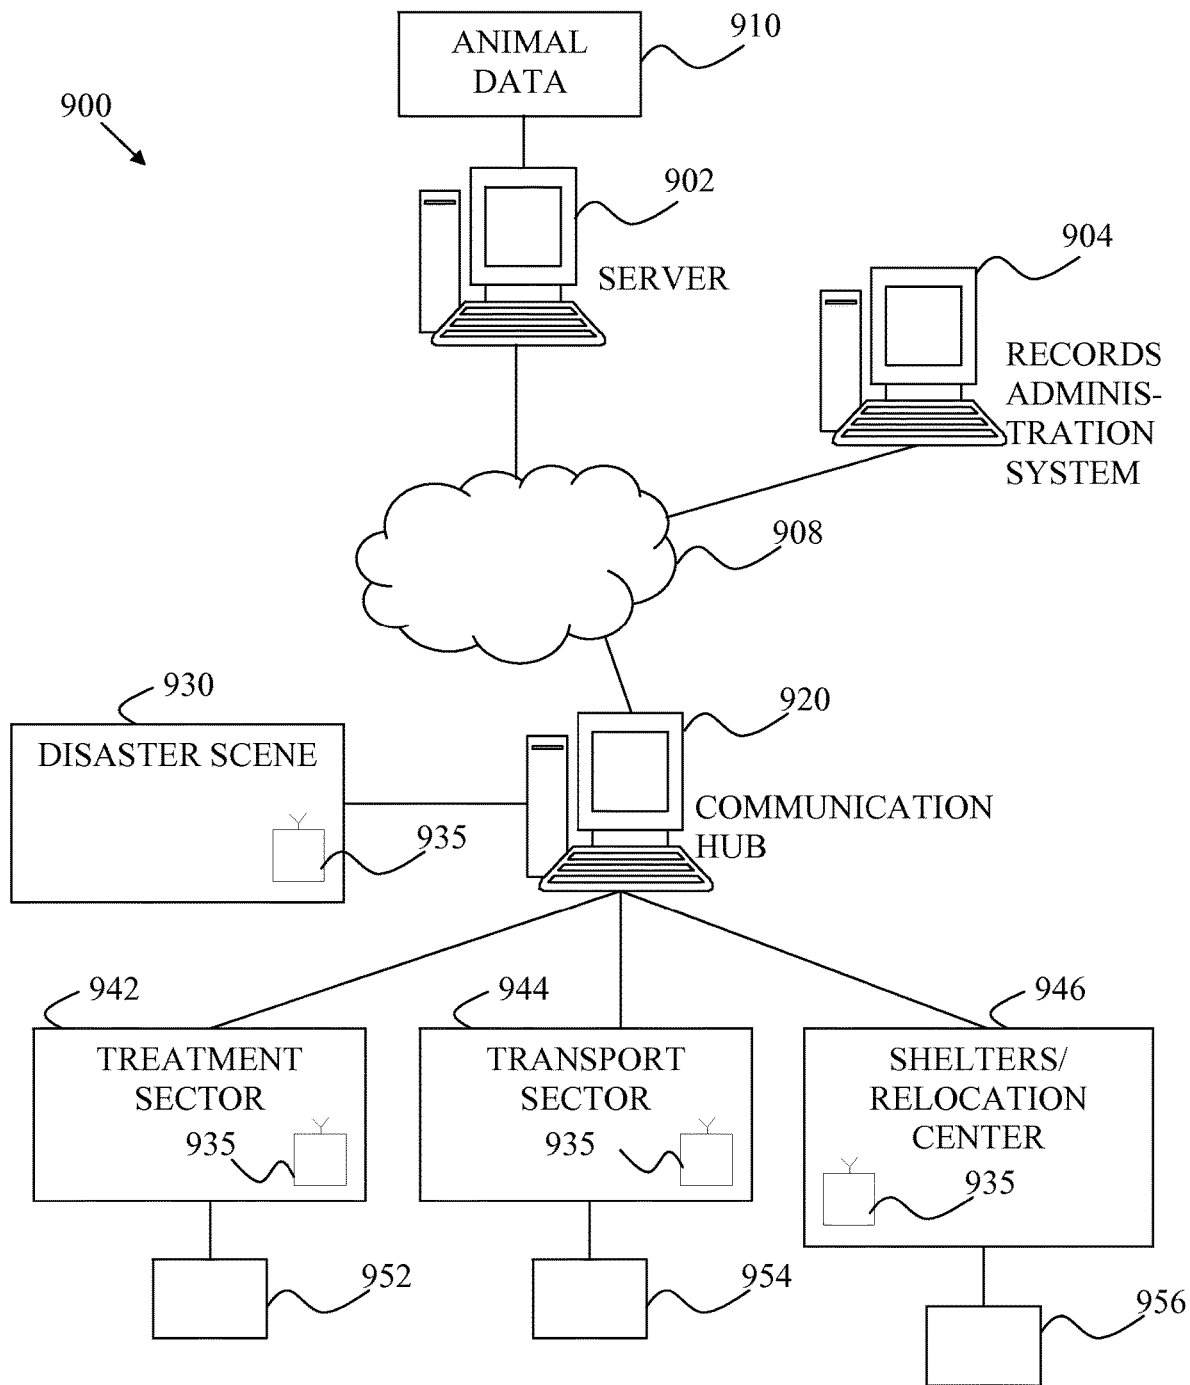 910
ANIMAL
DATA
900
902
SERVER
904
RECORDS
ADMINIS-
TRATION
SYSTEM
908
930
DISASTER SCENE
935
920
COMMUNICATION
HUB
942
TREATMENT
SECTOR
935
944
TRANSPORT
SECTOR
935
946
SHELTERS/
RELOCATION
CENTER
935
952
954
956